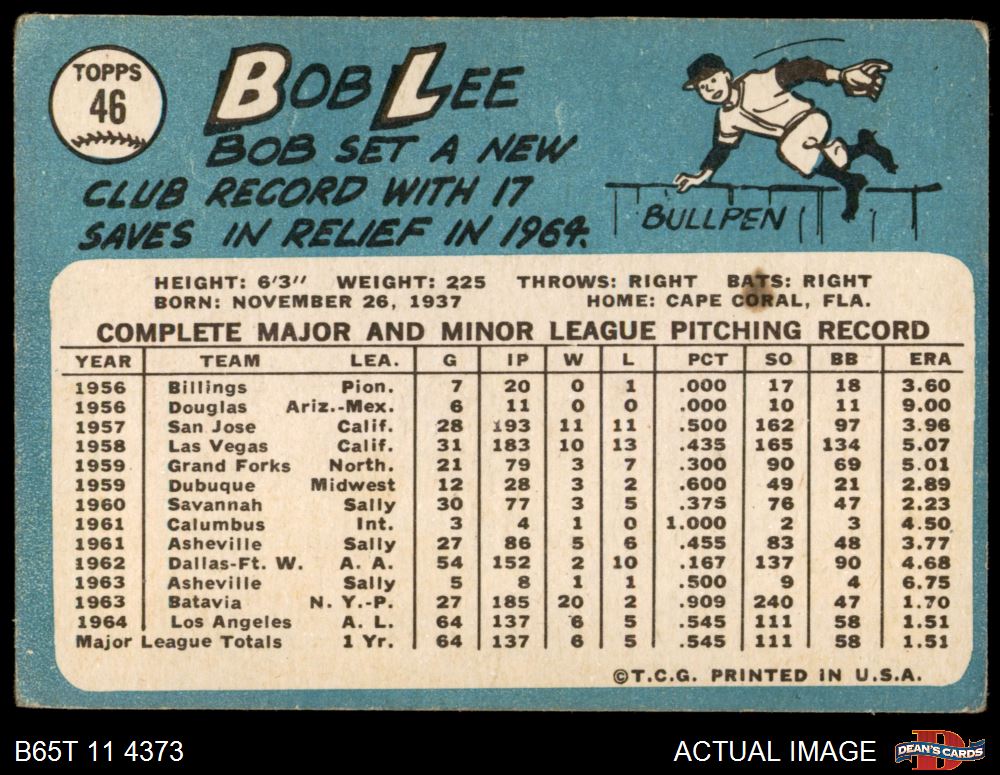 TOPPS
46
BOB LEE
BOB SET A NEW
CLUB RECORD WITH 17
SAVES IN RELIEF IN 1964.
BULLPEN
HEIGHT: 6'3" WEIGHT: 225 THROWS: RIGHT BATS: RIGHT
BORN: NOVEMBER 26, 1937 HOME: CAPE CORAL, FLA.
COMPLETE MAJOR AND MINOR LEAGUE PITCHING RECORD
YEAR TEAM LEA. G IP W L PCT SO BB ERA
1956 Billings Pion. 7 20 0 1 .000 17 18 3.60
1956 Douglas Ariz.-Mex. 6 11 0 0 .000 10 11 9.00
1957 San Jose Calif. 28 193 11 11 .500 162 97 3.96
1958 Las Vegas Calif. 31 183 10 13 .435 165 134 5.07
1959 Grand Forks North. 21 79 3 7 .300 90 69 5.01
1959 Dubuque Midwest 12 28 3 2 .600 49 21 2.89
1960 Savannah Sally 30 77 3 5 .375 76 47 2.23
1961 Calumbus Int. 3 4 1 0 1.000 2 3 4.50
1961 Asheville Sally 27 86 5 6 .455 83 48 3.77
1962 Dallas-Ft. W. A. A. 54 152 2 10 .167 137 90 4.68
1963 Asheville Sally 5 8 1 1 .500 9 4 6.75
1963 Batavia N. Y.-P. 27 185 20 2 .909 240 47 1.70
1964 Los Angeles A. L. 64 137 6 5 .545 111 58 1.51
Major League Totals 1 Yr. 64 137 6 5 .545 111 58 1.51
©T.C.G. PRINTED IN U.S.A.
B65T 11 4373 ACTUAL IMAGE DEAN'S CARDS